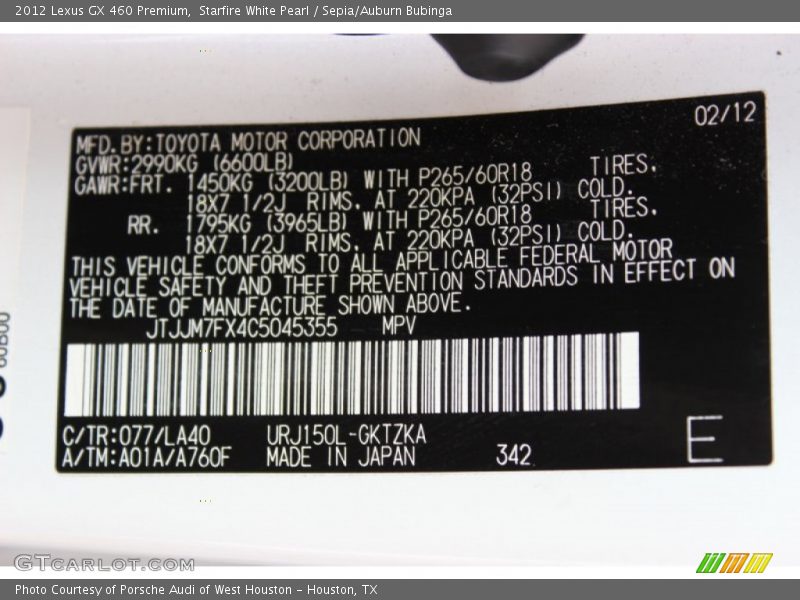 2012 Lexus GX 460 Premium, Starfire White Pearl / Sepia/Auburn Bubinga
02/12
MFD. BY: TOYOTA MOTOR CORPORATION
GVWR: 2990KG (6600LB)
GAWR: FRT. 1450KG (3200LB) WITH P265/60R18 TIRES,
18X7 1/2J RIMS, AT 220KPA (32PSI) COLD.
RR. 1795KG (3965LB) WITH P265/60R18 TIRES,
18X7 1/2J RIMS, AT 220KPA (32PSI) COLD.
THIS VEHICLE CONFORMS TO ALL APPLICABLE FEDERAL MOTOR
VEHICLE SAFETY AND THEFT PREVENTION STANDARDS IN EFFECT ON
THE DATE OF MANUFACTURE SHOWN ABOVE.
JTJJM7FX4C5045355 MPV
C/TR: 077/LA40 URJ150L-GKTZKA
A/TM: A01A/A760F MADE IN JAPAN 342 E
GTCARLOT.COM
Photo Courtesy of Porsche Audi of West Houston - Houston, TX